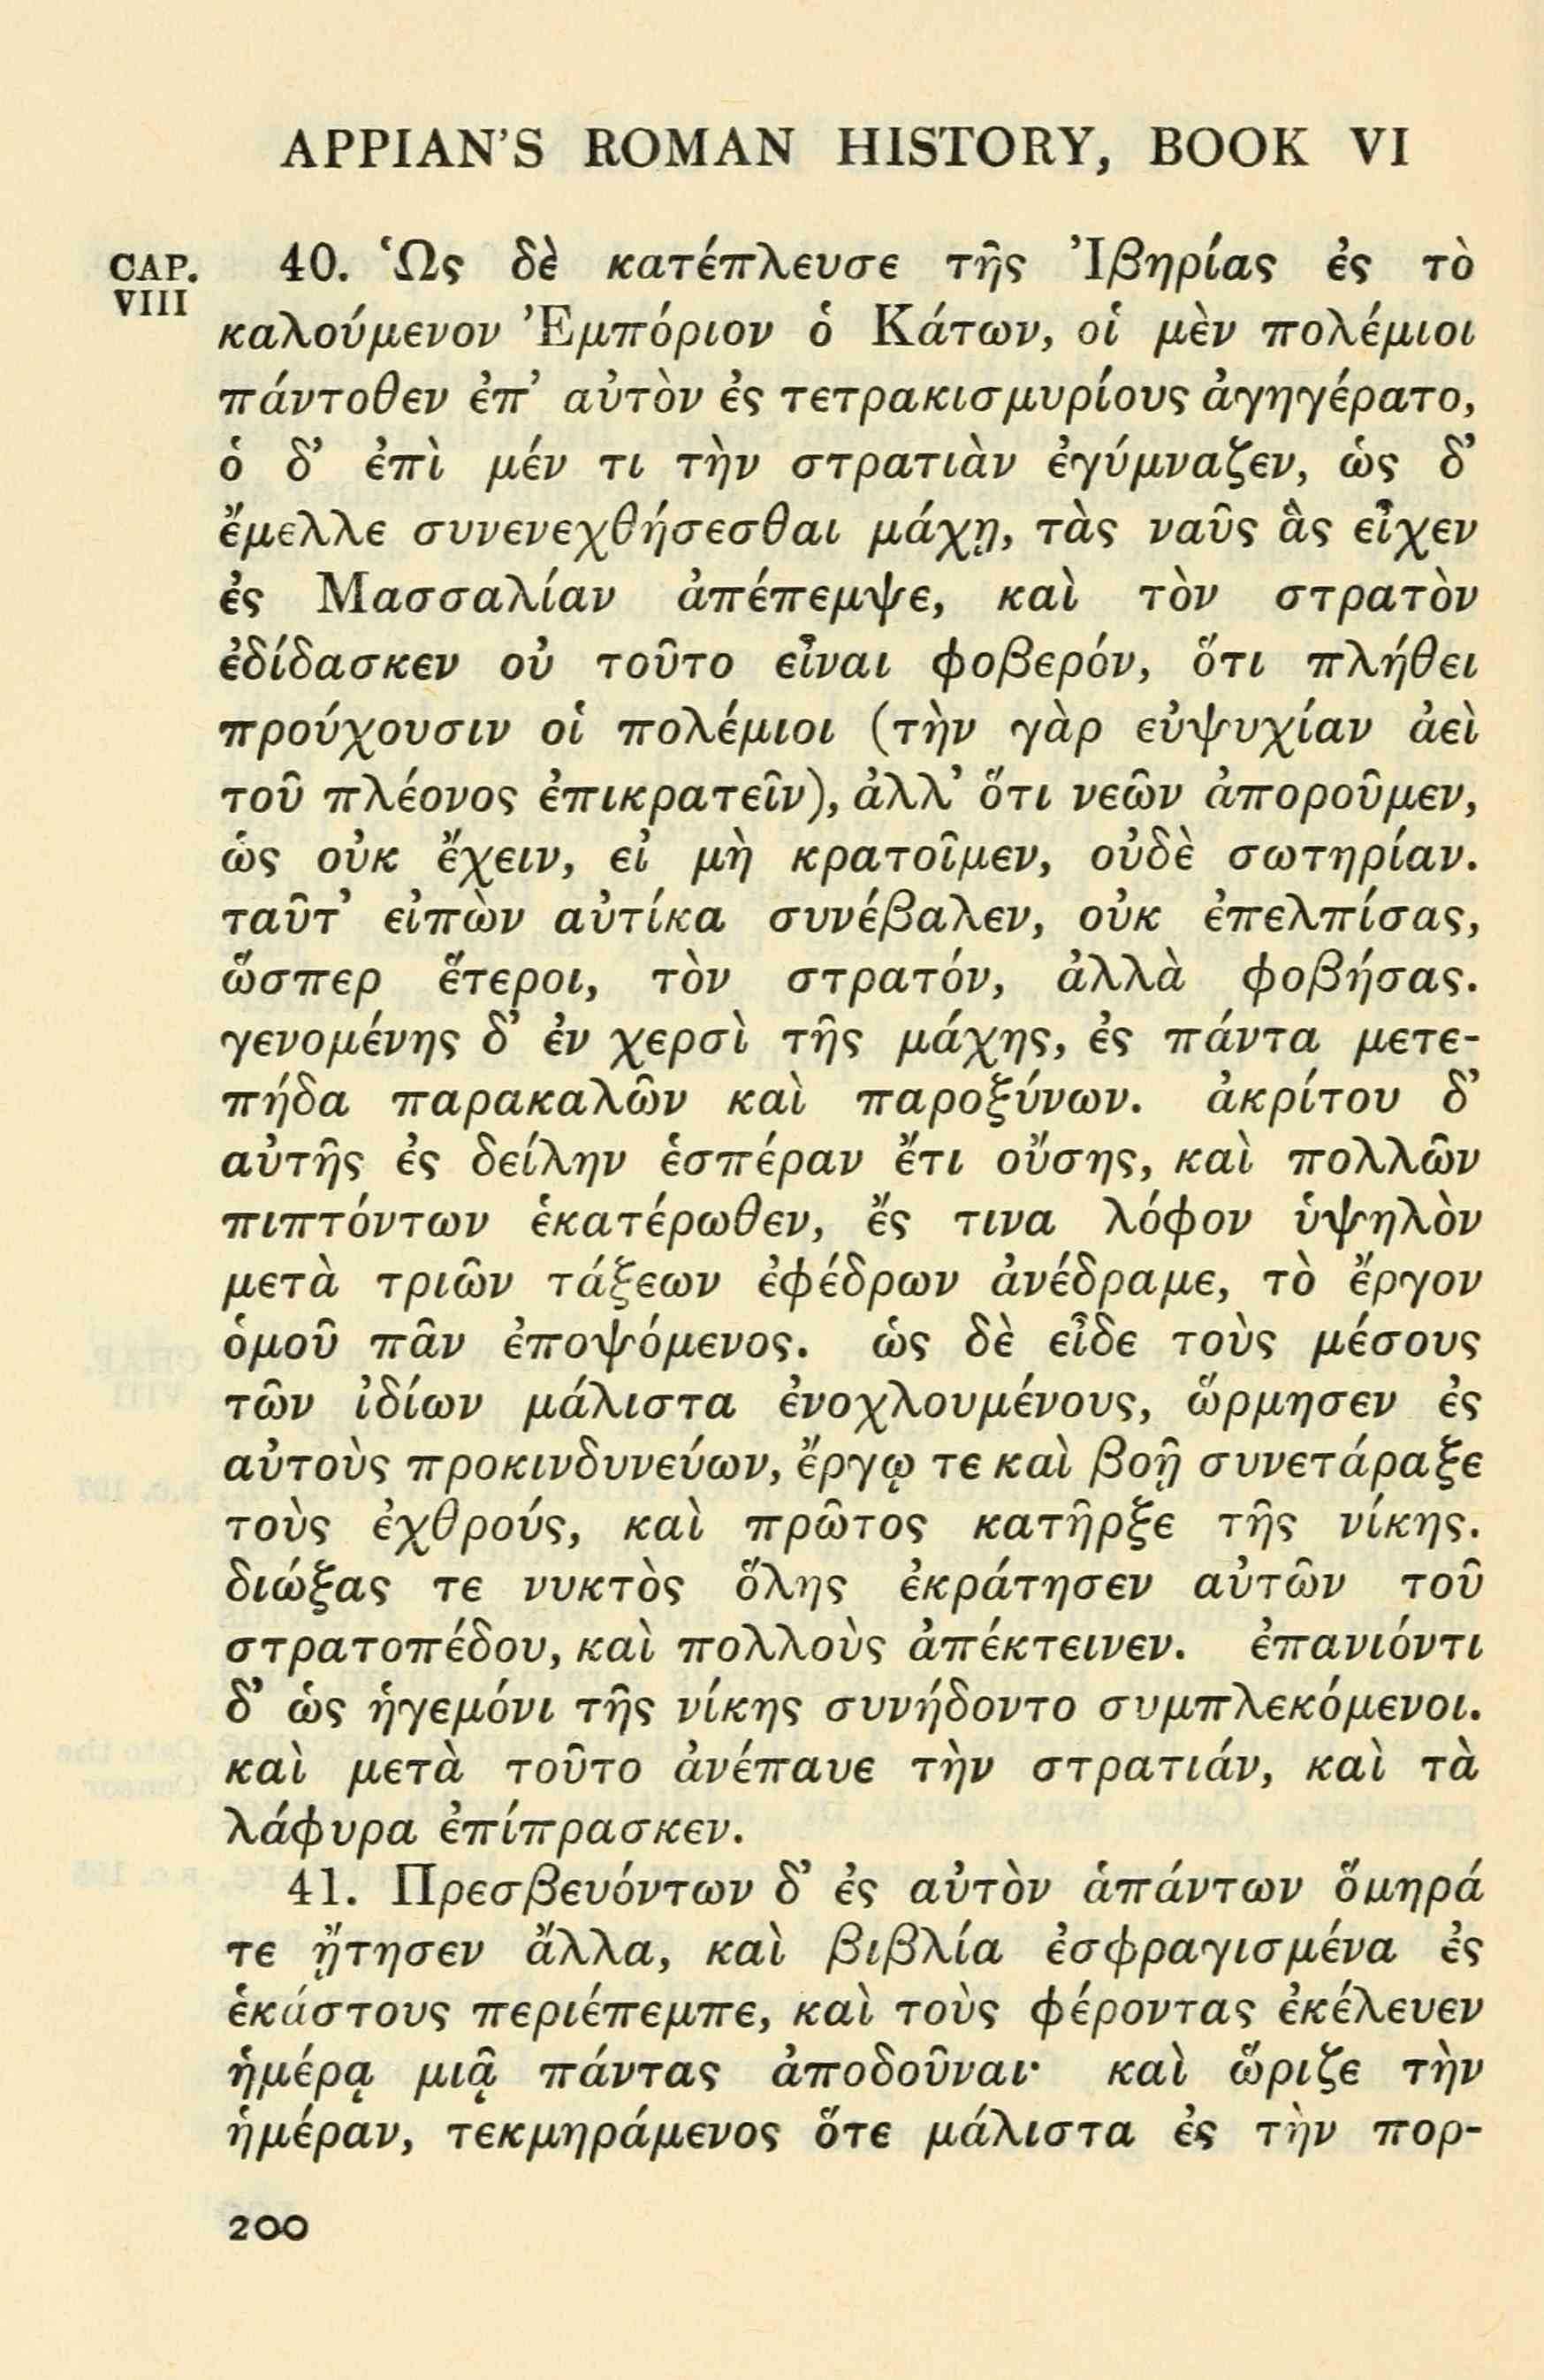 APPIAN'S ROMAN HISTORY, BOOK VI
CAP. VIII
40. Ὡς δὲ κατέπλευσε τῆς Ἰβηρίας ἐς τὸ
καλούμενον Ἐμπόριον ὁ Κάτων, οἱ μὲν πολέμιοι
πάντοθεν ἐπ' αὐτὸν ἐς τετρακισμυρίους ἀγηγέρατο,
ὁ δ' ἐπὶ μέν τι τὴν στρατιὰν ἐγύμναζεν, ὡς δ'
ἔμελλε συνενεχθήσεσθαι μάχῃ, τὰς ναῦς ἃς εἶχεν
ἐς Μασσαλίαν ἀπέπεμψε, καὶ τὸν στρατὸν
ἐδίδασκεν οὐ τοῦτο εἶναι φοβερόν, ὅτι πλήθει
προύχουσιν οἱ πολέμιοι (τὴν γὰρ εὐψυχίαν ἀεὶ
τοῦ πλέονος ἐπικρατεῖν), ἀλλ' ὅτι νεῶν ἀποροῦμεν,
ὡς οὐκ ἔχειν, εἰ μὴ κρατοῖμεν, οὐδὲ σωτηρίαν.
ταῦτ' εἰπὼν αὐτίκα συνέβαλεν, οὐκ ἐπελπίσας,
ὥσπερ ἕτεροι, τὸν στρατόν, ἀλλὰ φοβήσας.
γενομένης δ' ἐν χερσὶ τῆς μάχης, ἐς πάντα μετε-
πήδα παρακαλῶν καὶ παροξύνων. ἀκρίτου δ'
αὐτῆς ἐς δείλην ἑσπέραν ἔτι οὔσης, καὶ πολλῶν
πιπτόντων ἑκατέρωθεν, ἔς τινα λόφον ὑψηλὸν
μετὰ τριῶν τάξεων ἐφέδρων ἀνέδραμε, τὸ ἔργον
ὁμοῦ πᾶν ἐποψόμενος. ὡς δὲ εἶδε τοὺς μέσους
τῶν ἰδίων μάλιστα ἐνοχλουμένους, ὥρμησεν ἐς
αὐτοὺς προκινδυνεύων, ἔργῳ τε καὶ βοῇ συνετάραξε
τοὺς ἐχθρούς, καὶ πρῶτος κατῆρξε τῆς νίκης.
διώξας τε νυκτὸς ὅλης ἐκράτησεν αὐτῶν τοῦ
στρατοπέδου, καὶ πολλοὺς ἀπέκτεινεν. ἐπανιόντι
δ' ὡς ἡγεμόνι τῆς νίκης συνήδοντο συμπλεκόμενοι.
καὶ μετὰ τοῦτο ἀνέπαυε τὴν στρατιάν, καὶ τὰ
λάφυρα ἐπίπρασκεν.
41. Πρεσβευόντων δ' ἐς αὐτὸν ἁπάντων ὅμηρά
τε ᾔτησεν ἄλλα, καὶ βιβλία ἐσφραγισμένα ἐς
ἑκάστους περιέπεμπε, καὶ τοὺς φέροντας ἐκέλευεν
ἡμέρᾳ μιᾷ πάντας ἀποδοῦναι· καὶ ὥριζε τὴν
ἡμέραν, τεκμηράμενος ὅτε μάλιστα ἐς τὴν πορ-
200